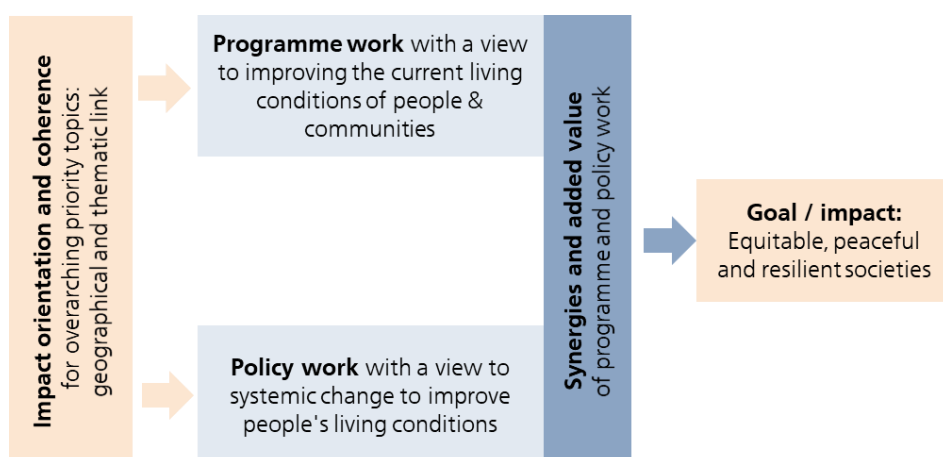 Impact orientation and coherence
for overarching priority topics:
geographical and thematic link
Programme work with a view
to improving the current living
conditions of people &
communities
Policy work with a view to
systemic change to improve
people's living conditions
Synergies and added value
of programme and policy work
Goal / impact:
Equitable, peaceful
and resilient societies